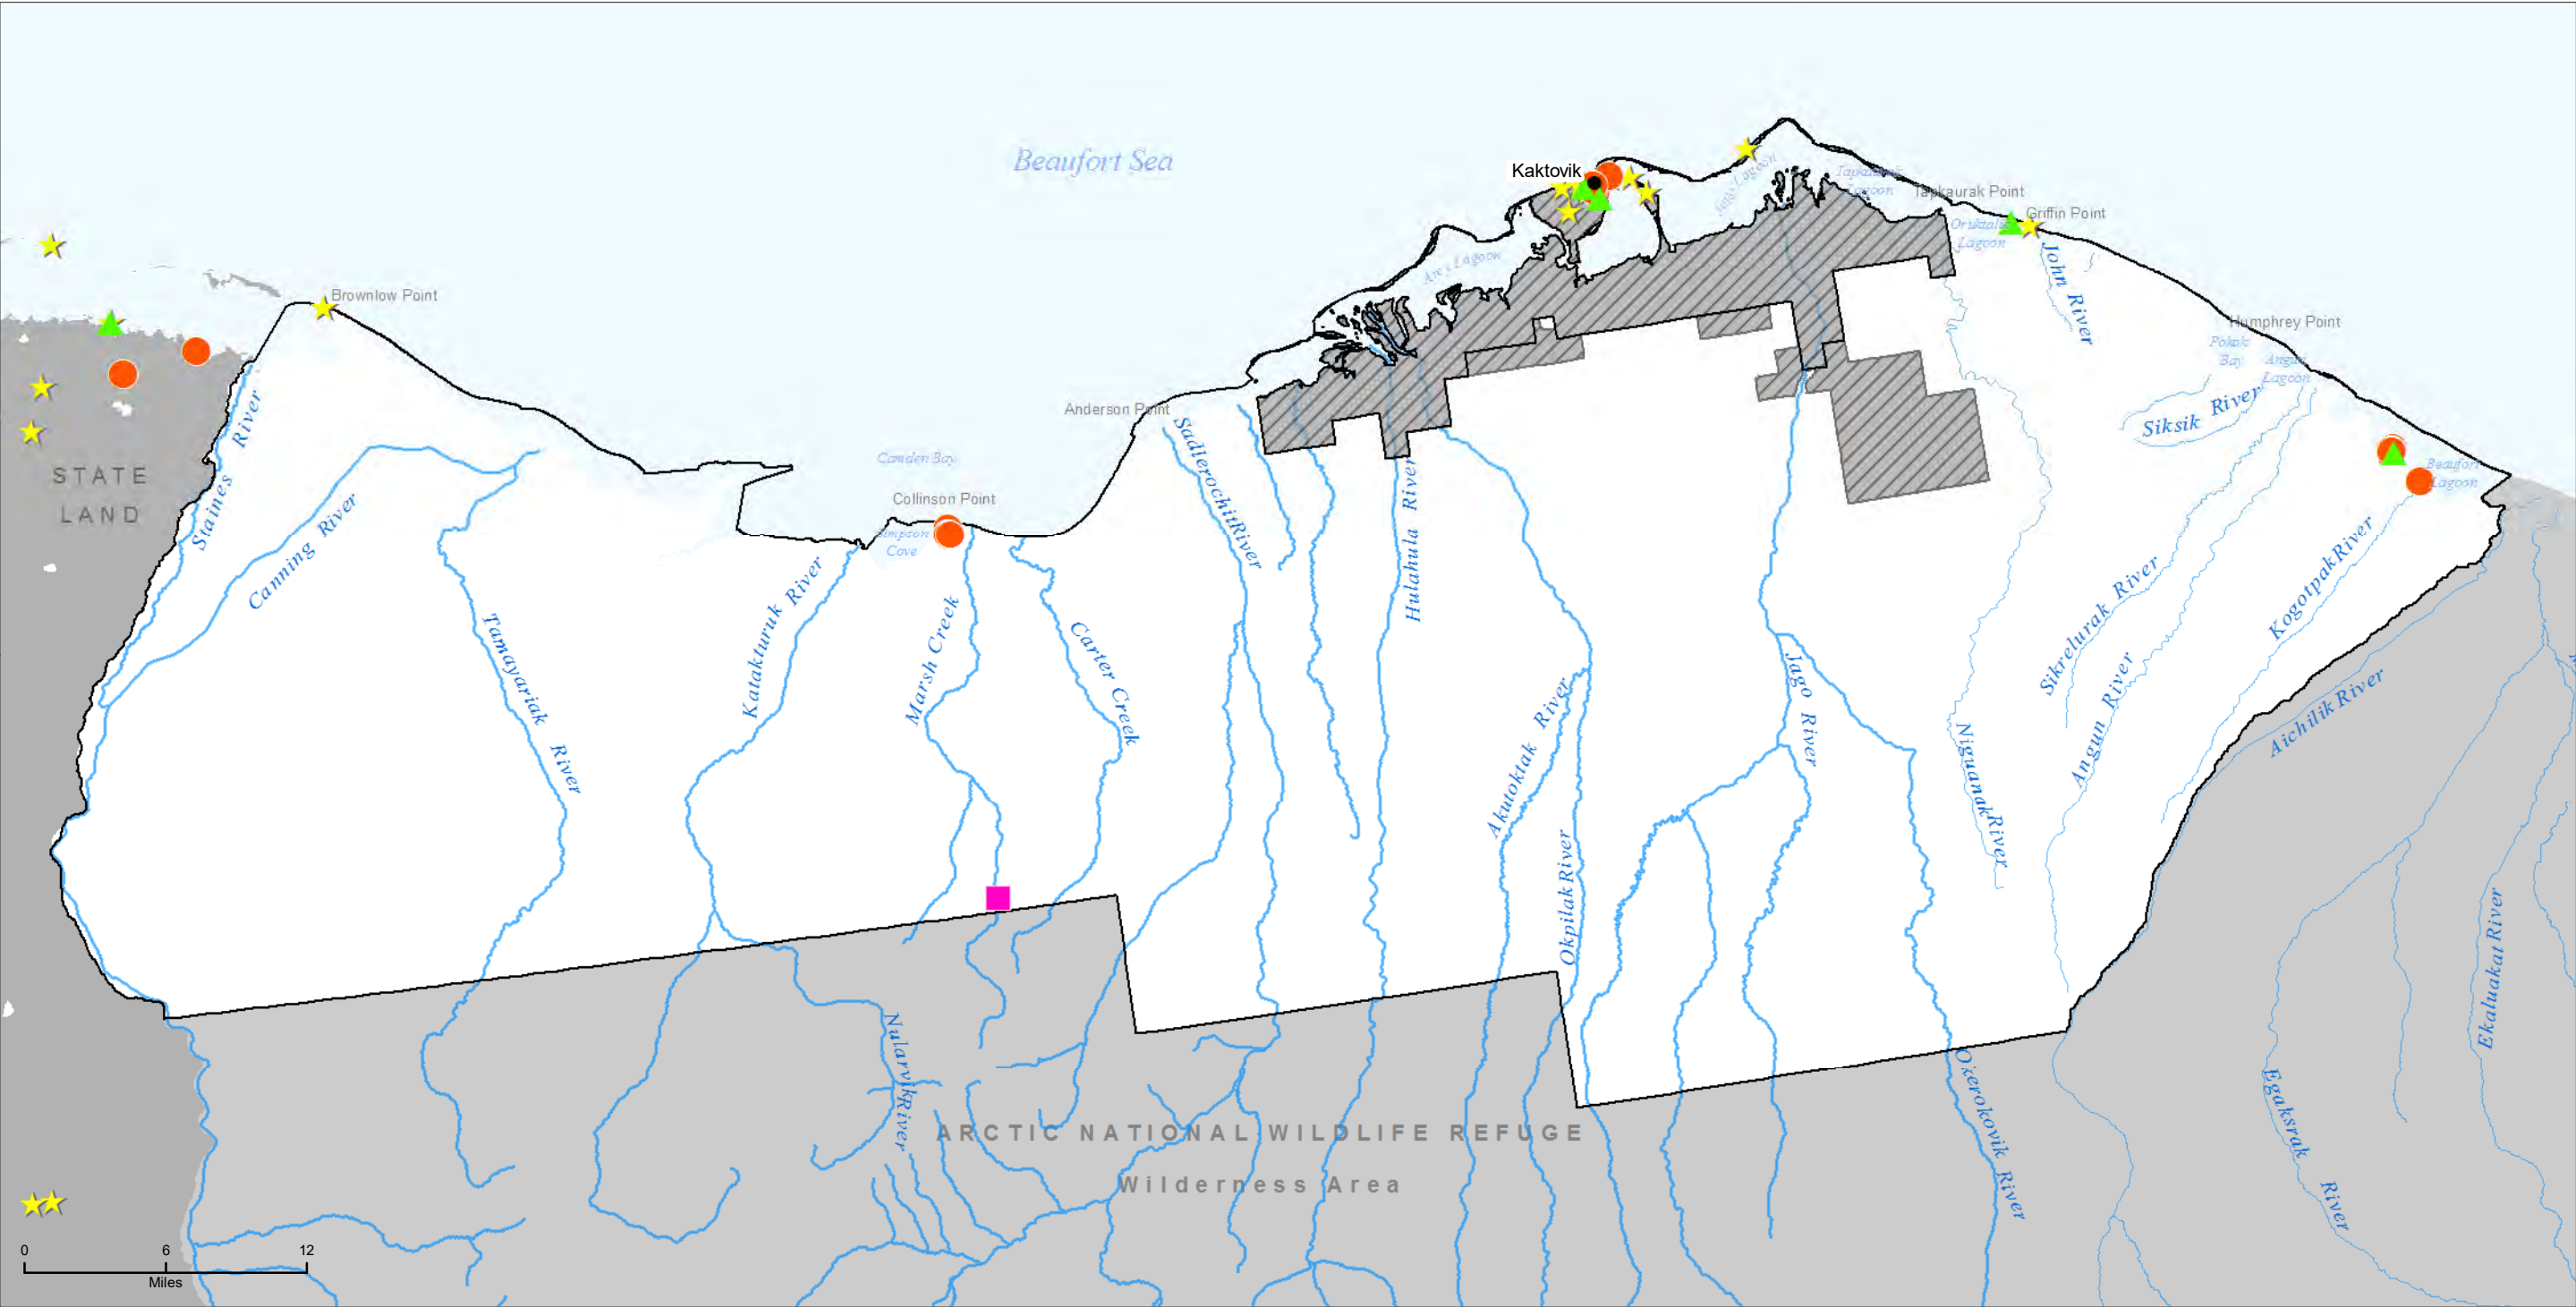 Beaufort Sea
Kaktovik
Jago Lagoon
Tapkaurak
Lagoon
Tapkaurak Point
Griffin Point
Oruktalik
Lagoon
Arey Lagoon
John River
Brownlow Point
Humphrey Point
Pokok
Bay
Angun
Lagoon
Siksik River
Anderson Point
Sadlerochit River
Camden Bay
Collinson Point
Simpson
Cove
Beaufort
Lagoon
STATE
LAND
Staines River
Canning River
Tamayariak River
Katakturuk River
Marsh Creek
Carter Creek
Hulahula River
Akutoktak River
Okpilak River
Jago River
Niguanak River
Sikrelurak River
Angun River
Kogotpak River
Aichilik River
Nularvik River
Okerokovik River
Egaksrak River
Ekaluakat River
ARCTIC NATIONAL WILDLIFE REFUGE
Wilderness Area
0 6 12
Miles